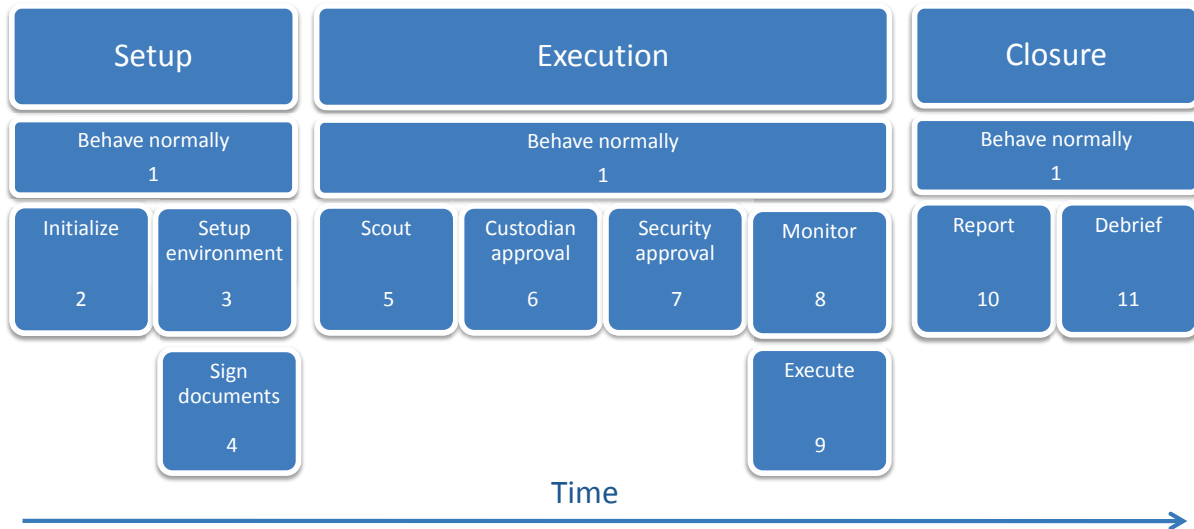 Setup
Execution
Closure
Behave normally
1
Behave normally
1
Behave normally
1
Initialize
2
Setup
environment
3
Scout
5
Custodian
approval
6
Security
approval
7
Monitor
8
Report
10
Debrief
11
Sign
documents
4
Execute
9
Time